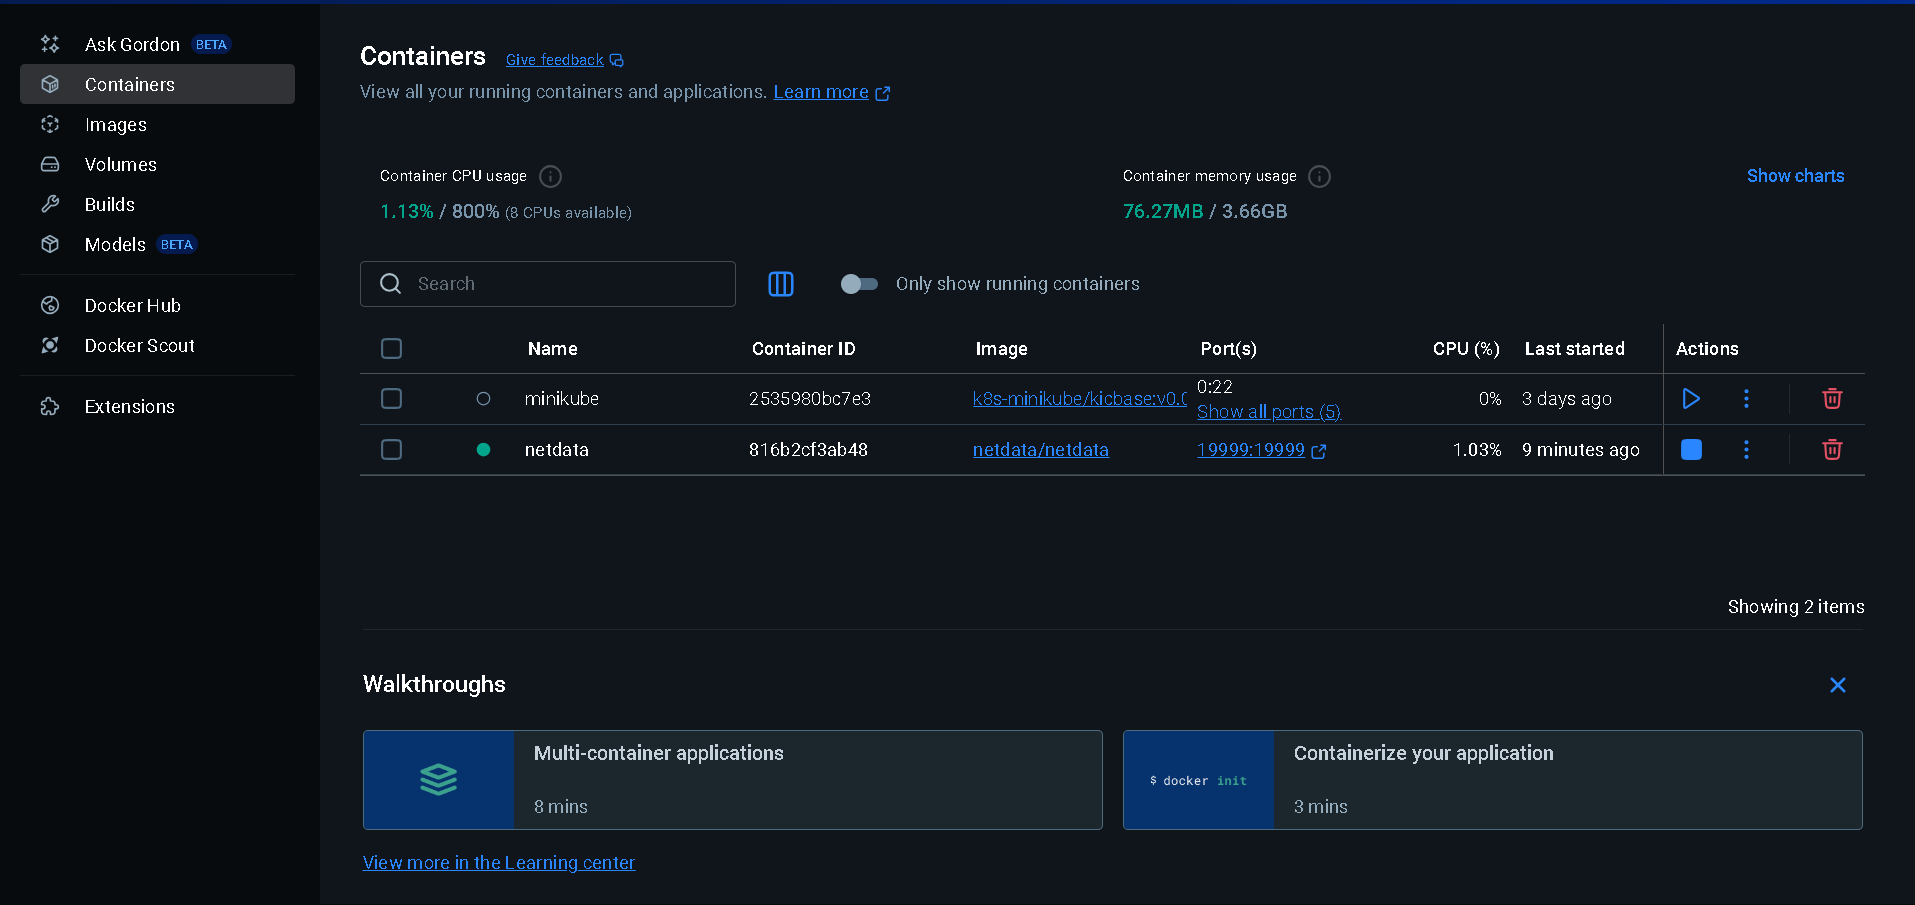 Ask Gordon BETA
Containers
Images
Volumes
Builds
Models BETA
Docker Hub
Docker Scout
Extensions
Containers Give feedback
View all your running containers and applications. Learn more
Container CPU usage
1.13% / 800% (8 CPUs available)
Container memory usage
76.27MB / 3.66GB
Show charts
Search
Only show running containers
Name Container ID Image Port(s) CPU (%) Last started Actions
minikube 2535980bc7e3 k8s-minikube/kicbase:v0.0 0:22 0% 3 days ago
Show all ports (5)
netdata 816b2cf3ab48 netdata/netdata 19999:19999 1.03% 9 minutes ago
Showing 2 items
Walkthroughs
Multi-container applications
8 mins
$ docker init
Containerize your application
3 mins
View more in the Learning center